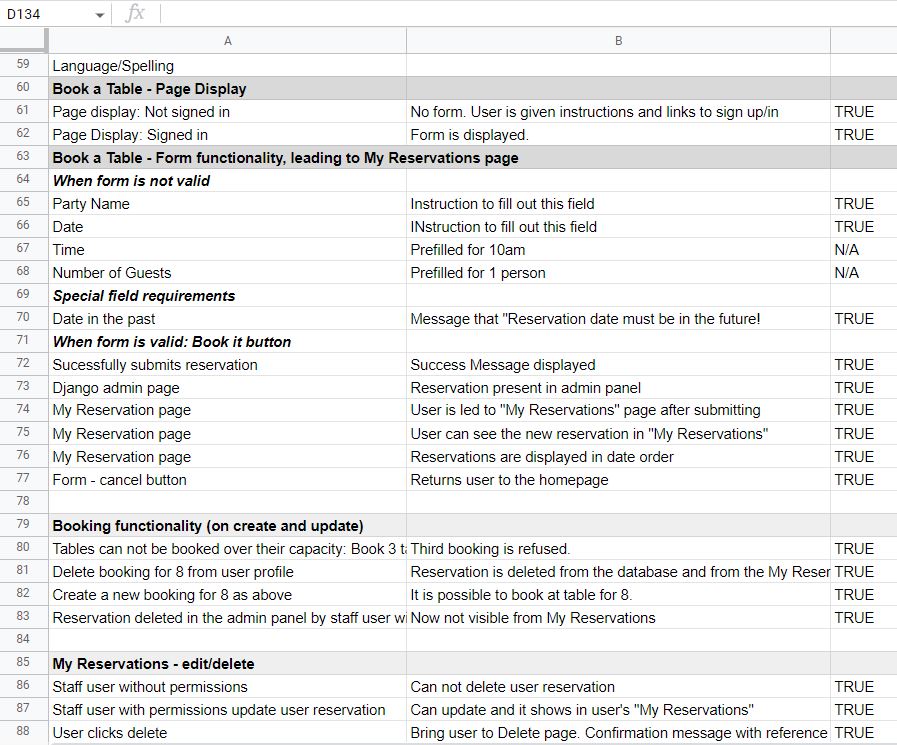 D134 fx
A B
59 Language/Spelling
60 Book a Table - Page Display
61 Page display: Not signed in No form. User is given instructions and links to sign up/in TRUE
62 Page Display: Signed in Form is displayed. TRUE
63 Book a Table - Form functionality, leading to My Reservations page
64 When form is not valid
65 Party Name Instruction to fill out this field TRUE
66 Date INstruction to fill out this field TRUE
67 Time Prefilled for 10am N/A
68 Number of Guests Prefilled for 1 person N/A
69 Special field requirements
70 Date in the past Message that "Reservation date must be in the future! TRUE
71 When form is valid: Book it button
72 Sucessfully submits reservation Success Message displayed TRUE
73 Django admin page Reservation present in admin panel TRUE
74 My Reservation page User is led to "My Reservations" page after submitting TRUE
75 My Reservation page User can see the new reservation in "My Reservations" TRUE
76 My Reservation page Reservations are displayed in date order TRUE
77 Form - cancel button Returns user to the homepage TRUE
78
79 Booking functionality (on create and update)
80 Tables can not be booked over their capacity: Book 3 ta Third booking is refused. TRUE
81 Delete booking for 8 from user profile Reservation is deleted from the database and from the My Reser TRUE
82 Create a new booking for 8 as above It is possible to book at table for 8. TRUE
83 Reservation deleted in the admin panel by staff user wi Now not visible from My Reservations TRUE
84
85 My Reservations - edit/delete
86 Staff user without permissions Can not delete user reservation TRUE
87 Staff user with permissions update user reservation Can update and it shows in user's "My Reservations" TRUE
88 User clicks delete Bring user to Delete page. Confirmation message with reference TRUE